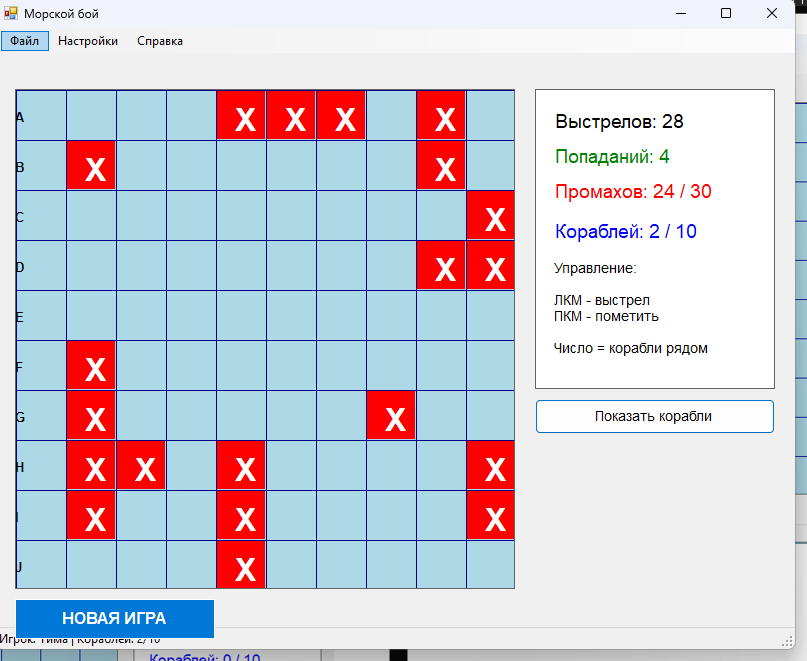 Морской бой
Файл Настройки Справка
A X X X X
B X X
C X
D X X
E
F X
G X X
H X X X X
I X X X
J X
Выстрелов: 28
Попаданий: 4
Промахов: 24 / 30
Кораблей: 2 / 10
Управление:
ЛКМ - выстрел
ПКМ - пометить
Число = корабли рядом
Показать корабли
НОВАЯ ИГРА
Игрок: Тима | Кораблей: 2/10
Кораблей: 0 / 10